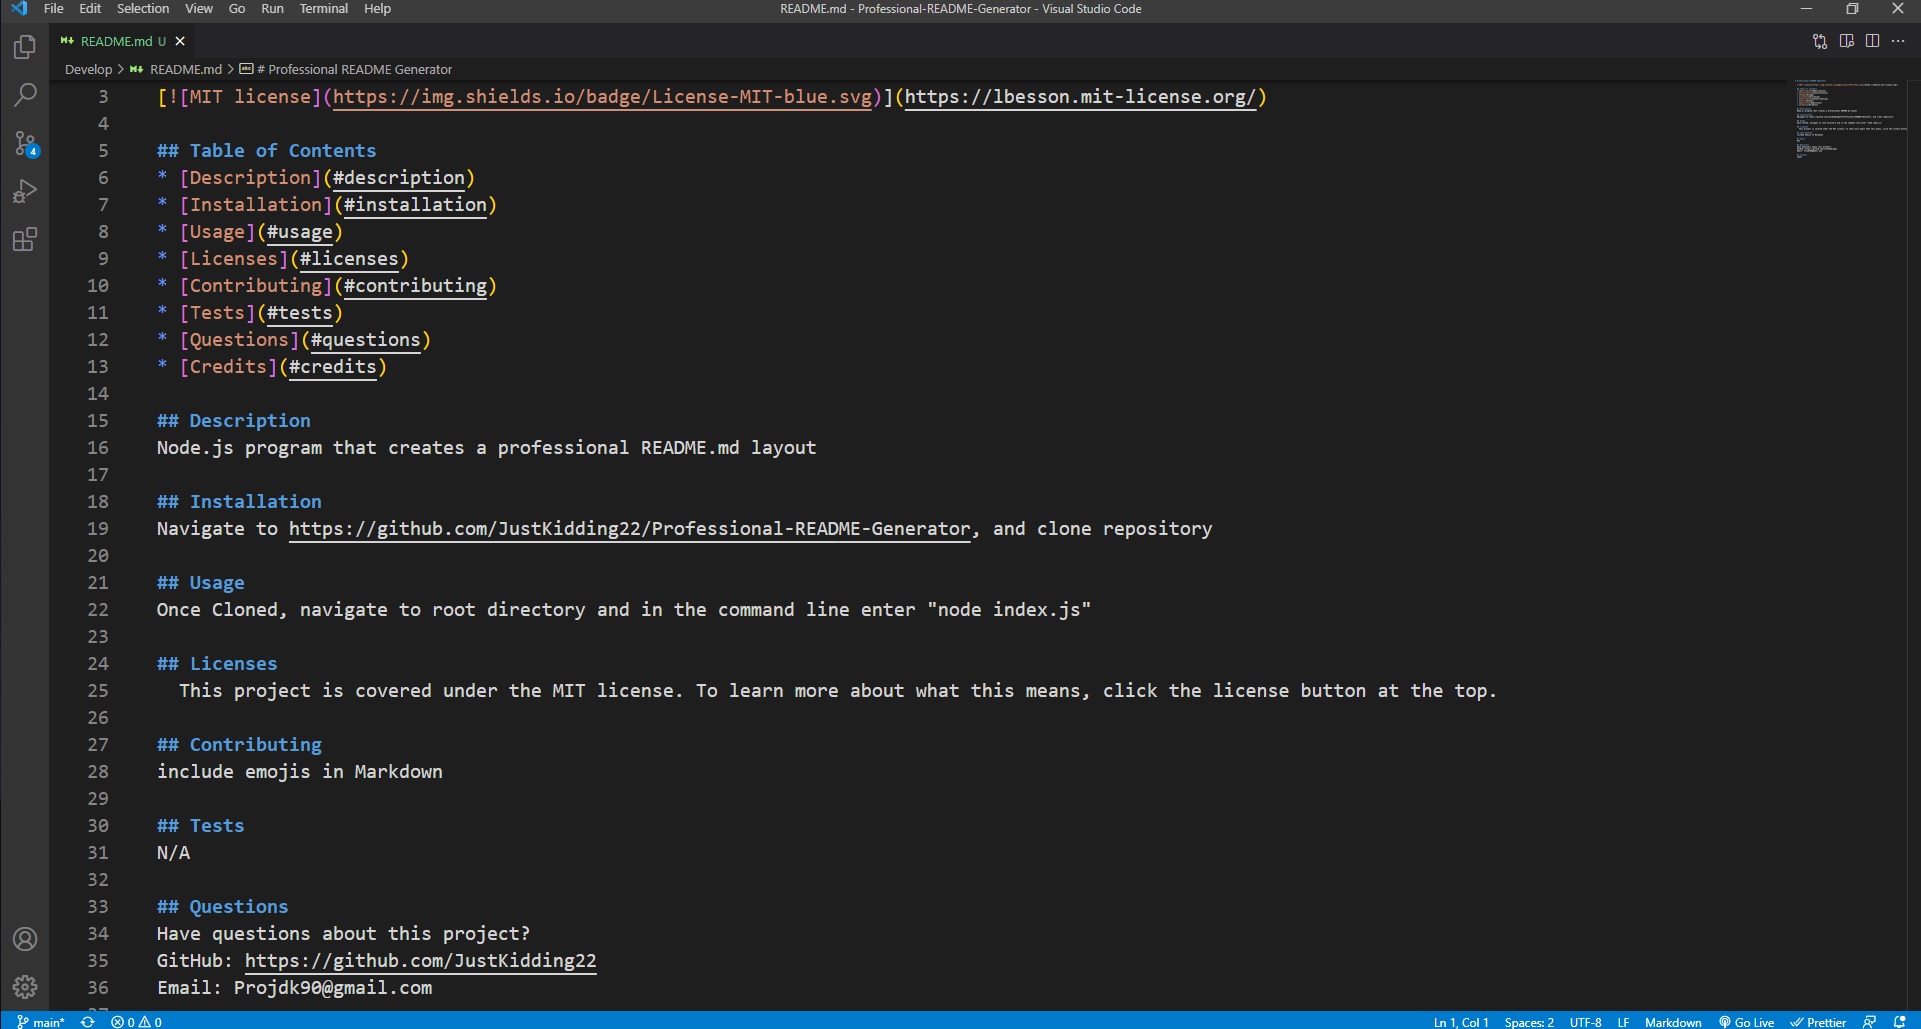 File Edit Selection View Go Run Terminal Help README.md - Professional-README-Generator - Visual Studio Code
README.md U
Develop > README.md > # Professional README Generator
3 [![MIT license](https://img.shields.io/badge/License-MIT-blue.svg)](https://lbesson.mit-license.org/)
4
5 ## Table of Contents
6 * [Description](#description)
7 * [Installation](#installation)
8 * [Usage](#usage)
9 * [Licenses](#licenses)
10 * [Contributing](#contributing)
11 * [Tests](#tests)
12 * [Questions](#questions)
13 * [Credits](#credits)
14
15 ## Description
16 Node.js program that creates a professional README.md layout
17
18 ## Installation
19 Navigate to https://github.com/JustKidding22/Professional-README-Generator, and clone repository
20
21 ## Usage
22 Once Cloned, navigate to root directory and in the command line enter "node index.js"
23
24 ## Licenses
25 This project is covered under the MIT license. To learn more about what this means, click the license button at the top.
26
27 ## Contributing
28 include emojis in Markdown
29
30 ## Tests
31 N/A
32
33 ## Questions
34 Have questions about this project?
35 GitHub: https://github.com/JustKidding22
36 Email: Projdk90@gmail.com
4
main* 0 0 Ln 1, Col 1 Spaces: 2 UTF-8 LF Markdown Go Live Prettier